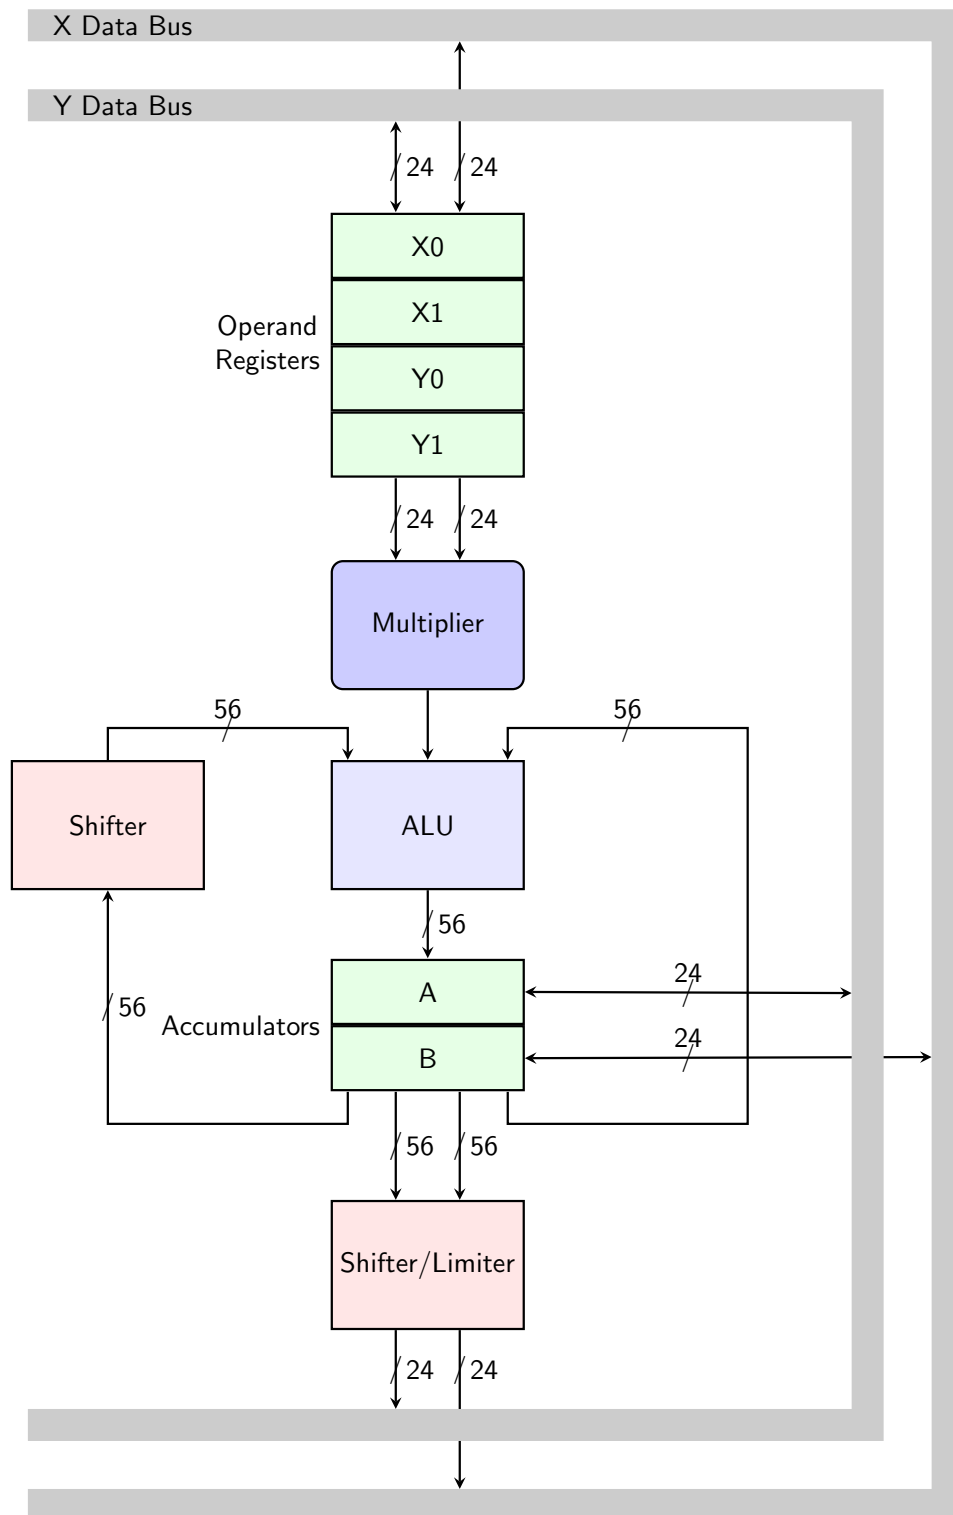 X Data Bus
Y Data Bus
24 24
X0
X1
Operand
Registers
Y0
Y1
24 24
Multiplier
56 56
Shifter ALU
56
A 24
56 Accumulators
B 24
56 56
Shifter/Limiter
24 24